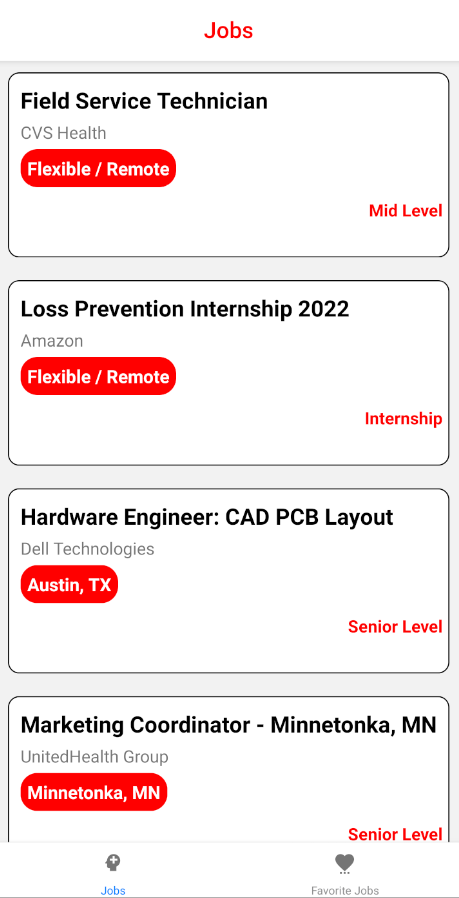 Jobs
Field Service Technician
CVS Health
Flexible / Remote
Mid Level
Loss Prevention Internship 2022
Amazon
Flexible / Remote
Internship
Hardware Engineer: CAD PCB Layout
Dell Technologies
Austin, TX
Senior Level
Marketing Coordinator - Minnetonka, MN
UnitedHealth Group
Minnetonka, MN
Senior Level
Jobs
Favorite Jobs